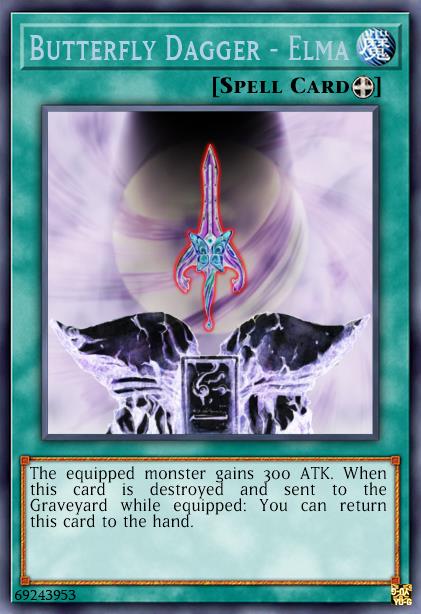 Butterfly Dagger - Elma
魔
[Spell Card]
The equipped monster gains 300 ATK. When
this card is destroyed and sent to the
Graveyard while equipped: You can return
this card to the hand.
69243953